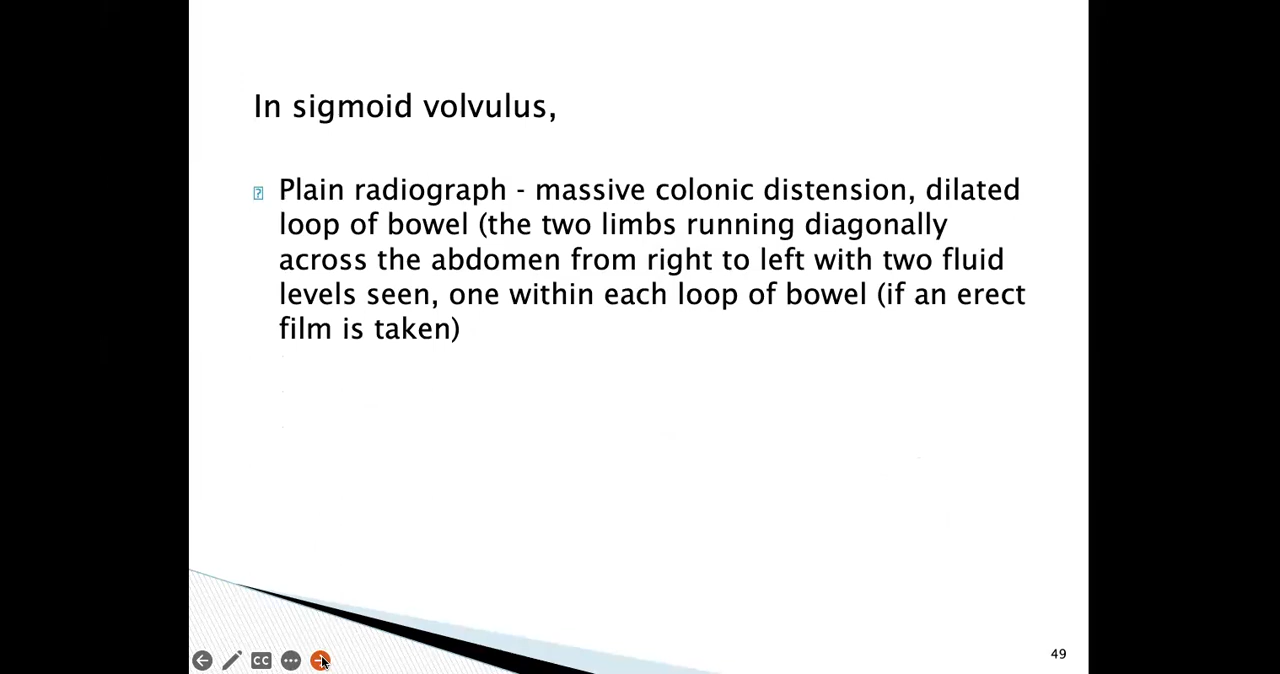 In sigmoid volvulus,
Plain radiograph - massive colonic distension, dilated
loop of bowel (the two limbs running diagonally
across the abdomen from right to left with two fluid
levels seen, one within each loop of bowel (if an erect
film is taken)
CC
49